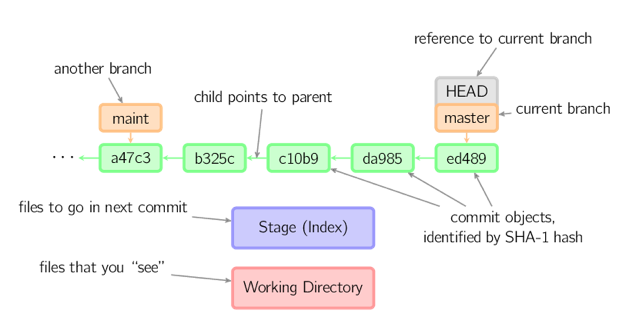 reference to current branch
another branch
HEAD
child points to parent
maint
master
current branch
· · ·
a47c3
b325c
c10b9
da985
ed489
files to go in next commit
Stage (Index)
commit objects,
identified by SHA-1 hash
files that you “see”
Working Directory